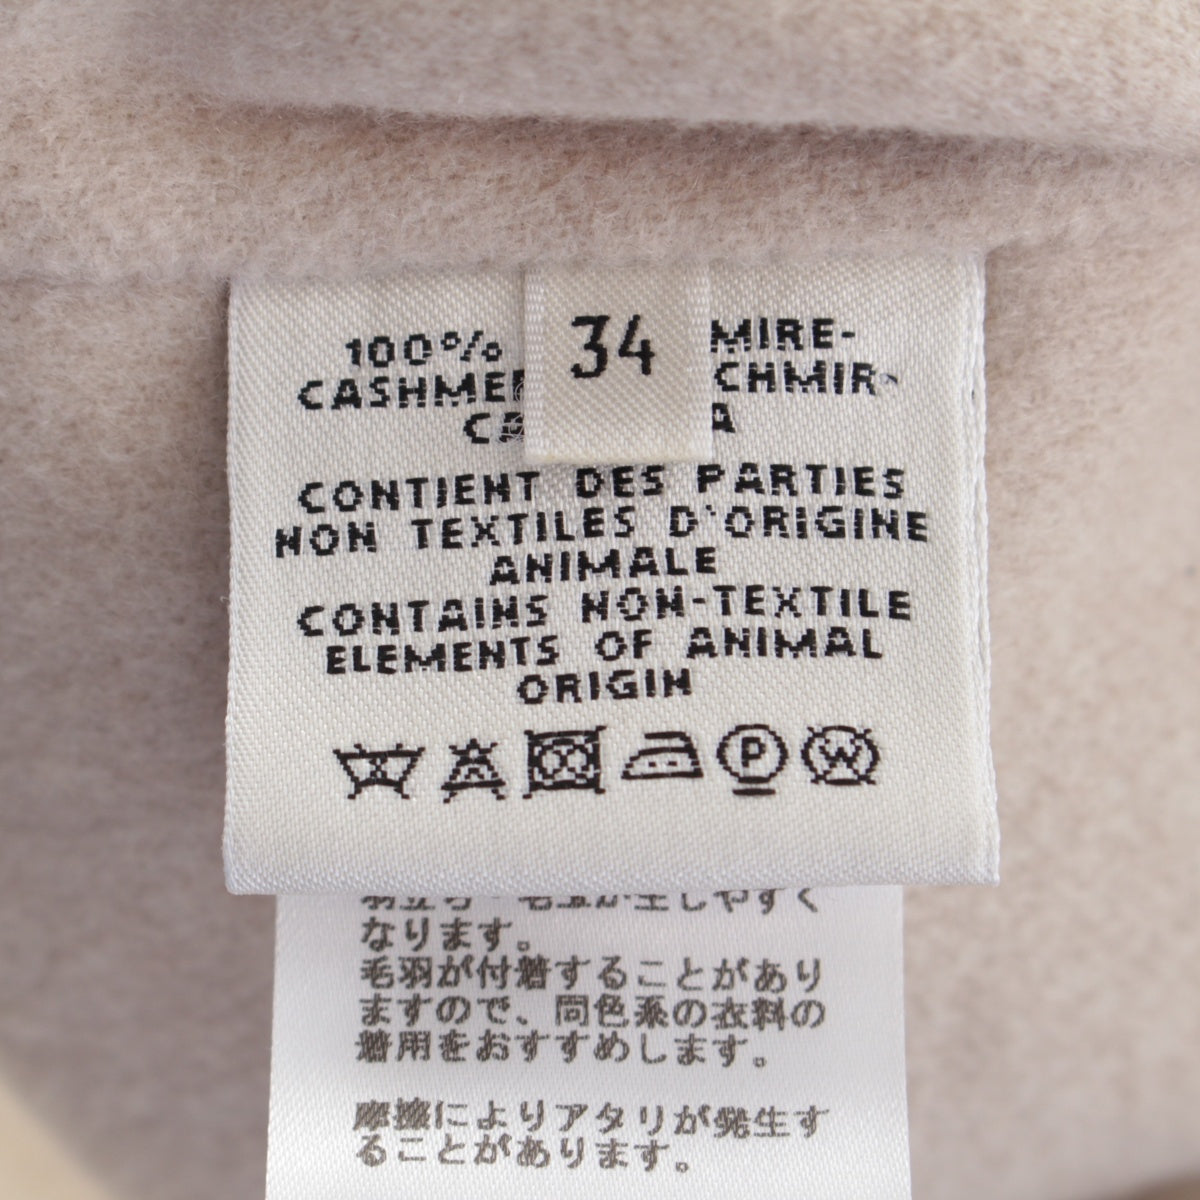 34
100% MIRE-
CHMIR-
CONTIENT DES PARTIES
NON TEXTILES D'ORIGINE
ANIMALE
CONTAINS NON-TEXTILE
ELEMENTS OF ANIMAL
ORIGIN
P
W
なります。
毛羽が付着することがあり
ますので、同色系の衣料の
着用をおすすめします。
摩擦によりアタリが発生す
ることがあります。